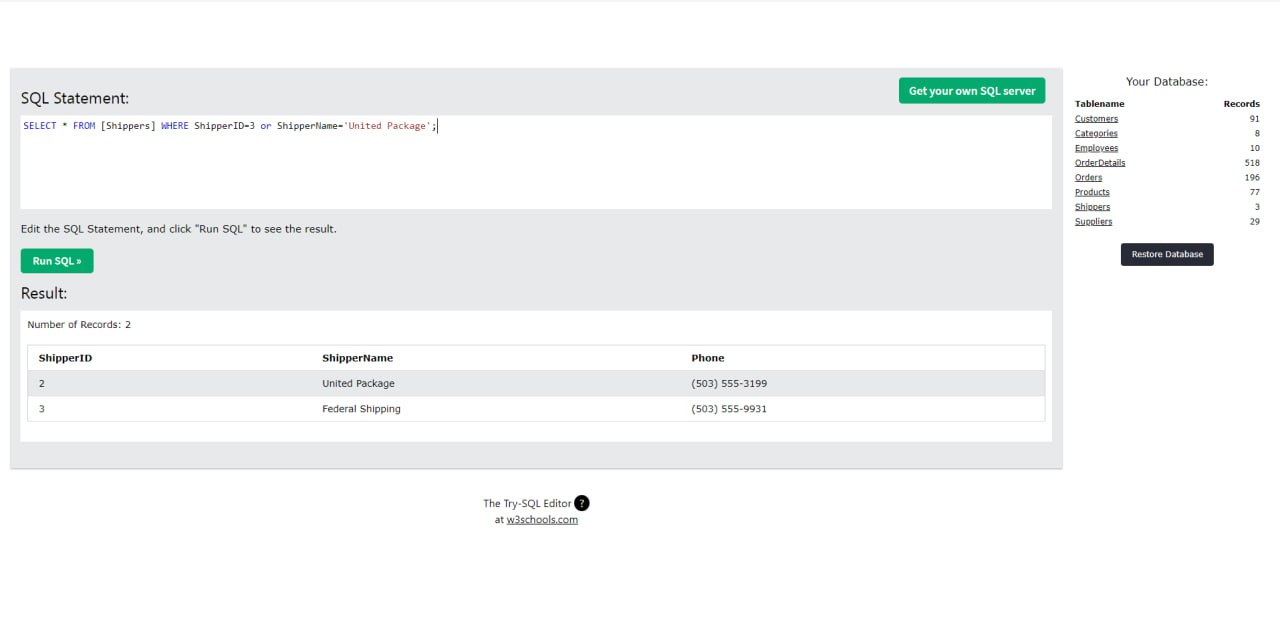 Get your own SQL server
SQL Statement:
SELECT * FROM [Shippers] WHERE ShipperID=3 or ShipperName='United Package';
Edit the SQL Statement, and click "Run SQL" to see the result.
Run SQL »
Result:
Number of Records: 2
ShipperID ShipperName Phone
2 United Package (503) 555-3199
3 Federal Shipping (503) 555-9931
Your Database:
Tablename Records
Customers 91
Categories 8
Employees 10
OrderDetails 518
Orders 196
Products 77
Shippers 3
Suppliers 29
Restore Database
The Try-SQL Editor ?
at w3schools.com